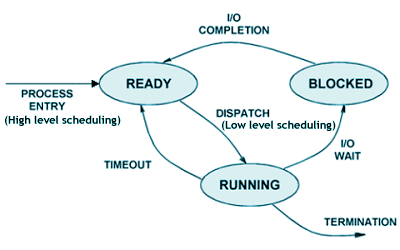 I/O
COMPLETION
READY
BLOCKED
PROCESS
ENTRY
(High level scheduling)
DISPATCH
(Low level scheduling)
I/O
WAIT
TIMEOUT
RUNNING
TERMINATION